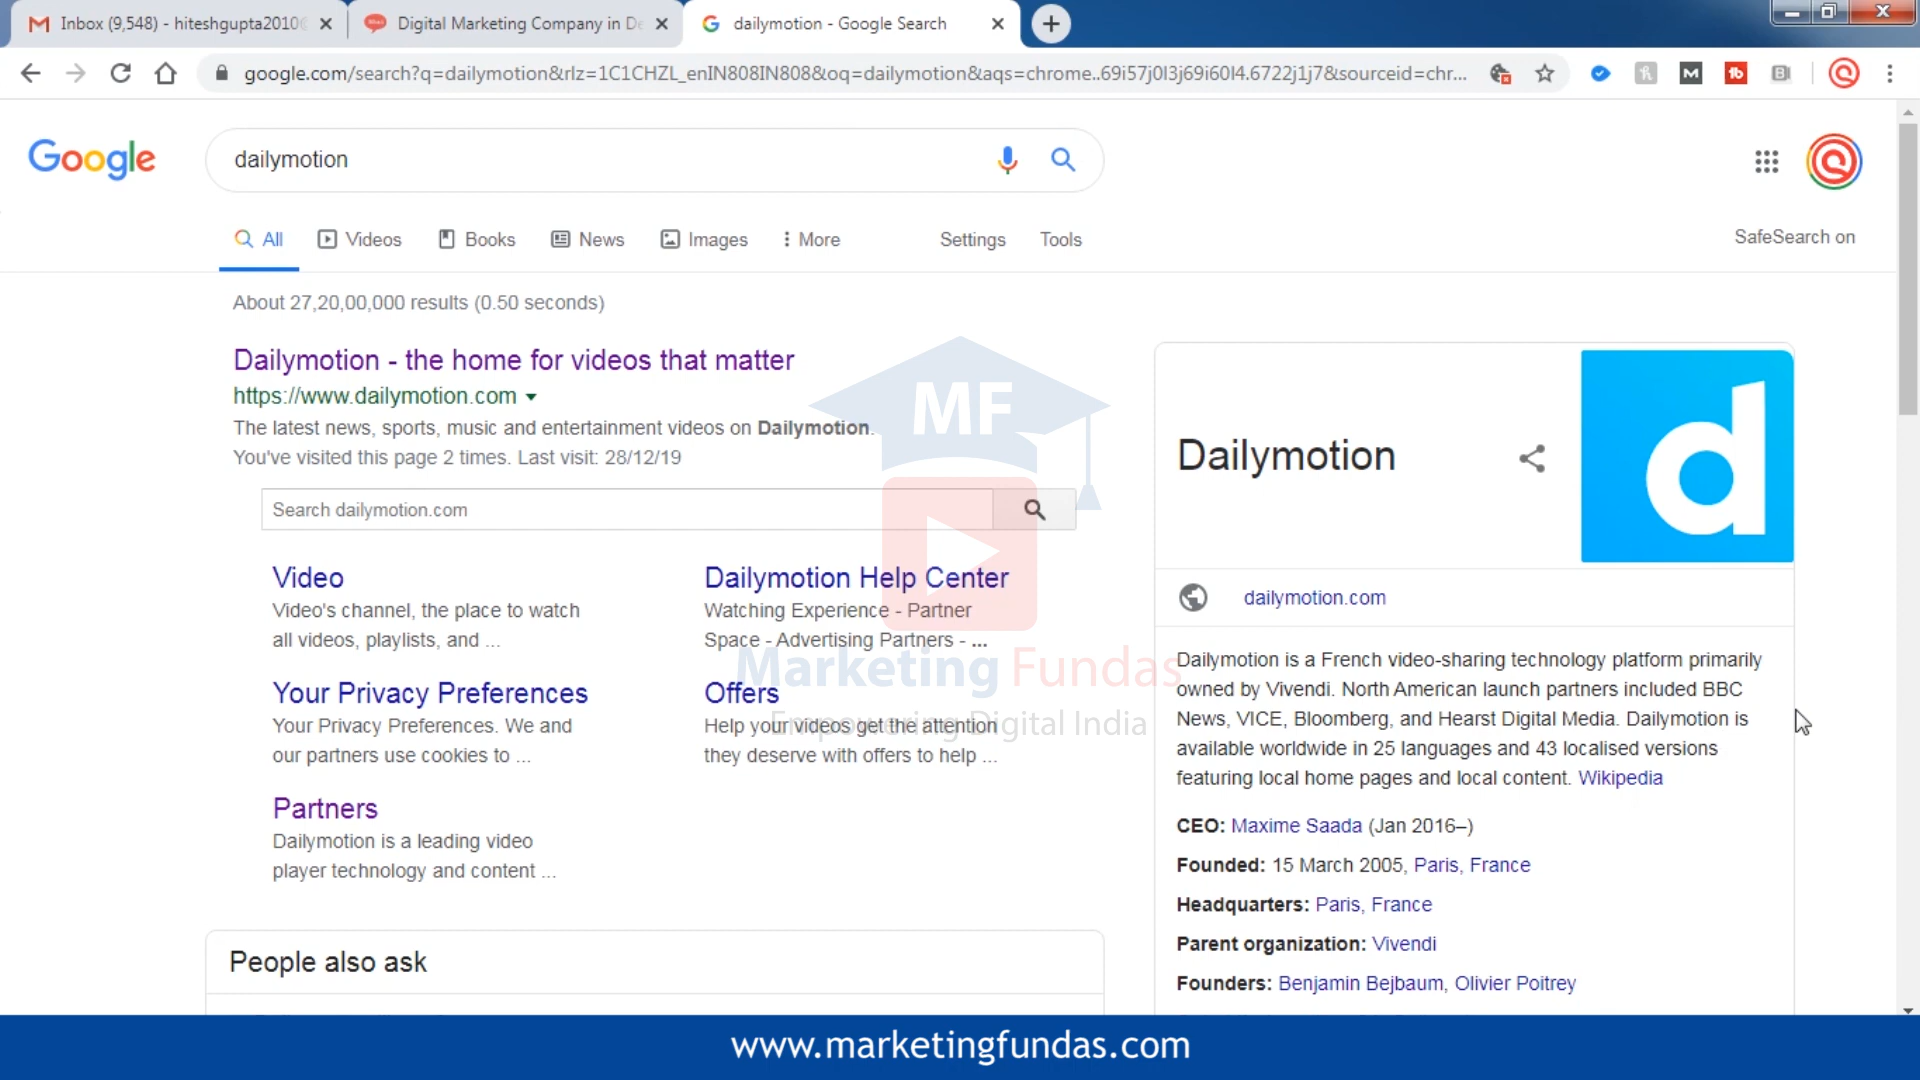 Inbox (9,548) - hiteshgupta2010@
Digital Marketing Company in De
dailymotion - Google Search
google.com/search?q=dailymotion&rlz=1C1CHZL_enIN808IN808&oq=dailymotion&aqs=chrome..69i57j0l3j69i60l4.6722j1j7&sourceid=chr...
Google
dailymotion
All
Videos
Books
News
Images
More
Settings
Tools
SafeSearch on
About 27,20,00,000 results (0.50 seconds)
Dailymotion - the home for videos that matter
https://www.dailymotion.com
The latest news, sports, music and entertainment videos on Dailymotion.
You've visited this page 2 times. Last visit: 28/12/19
Search dailymotion.com
Video
Video's channel, the place to watch
all videos, playlists, and ...
Dailymotion Help Center
Watching Experience - Partner
Space - Advertising Partners - ...
Your Privacy Preferences
Your Privacy Preferences. We and
our partners use cookies to ...
Offers
Help your videos get the attention
they deserve with offers to help ...
Partners
Dailymotion is a leading video
player technology and content ...
People also ask
MF
Marketing Fundas
Empowering Digital India
Dailymotion
d
dailymotion.com
Dailymotion is a French video-sharing technology platform primarily
owned by Vivendi. North American launch partners included BBC
News, VICE, Bloomberg, and Hearst Digital Media. Dailymotion is
available worldwide in 25 languages and 43 localised versions
featuring local home pages and local content. Wikipedia
CEO: Maxime Saada (Jan 2016–)
Founded: 15 March 2005, Paris, France
Headquarters: Paris, France
Parent organization: Vivendi
Founders: Benjamin Bejbaum, Olivier Poitrey
www.marketingfundas.com